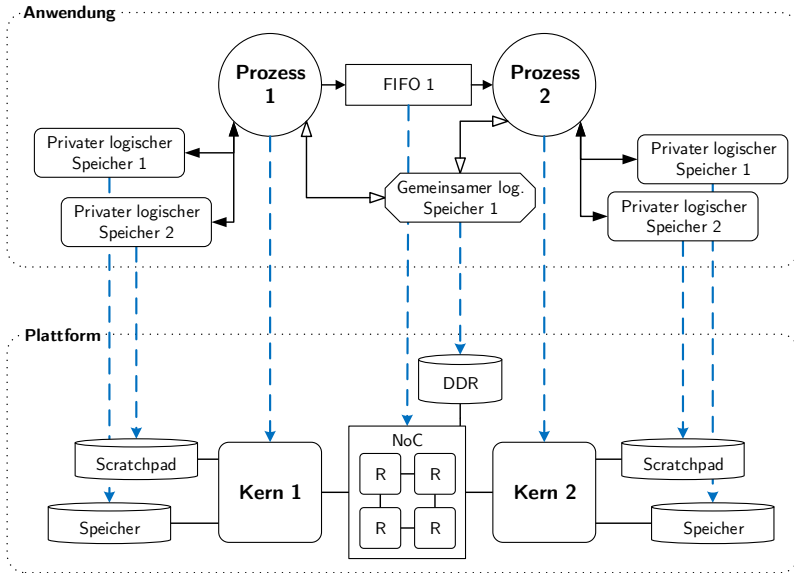 Anwendung
Prozess
1
FIFO 1
Prozess
2
Privater logischer
Speicher 1
Privater logischer
Speicher 2
Gemeinsamer log.
Speicher 1
Privater logischer
Speicher 1
Privater logischer
Speicher 2
Plattform
DDR
Scratchpad
Speicher
Kern 1
NoC
R
R
R
R
Kern 2
Scratchpad
Speicher